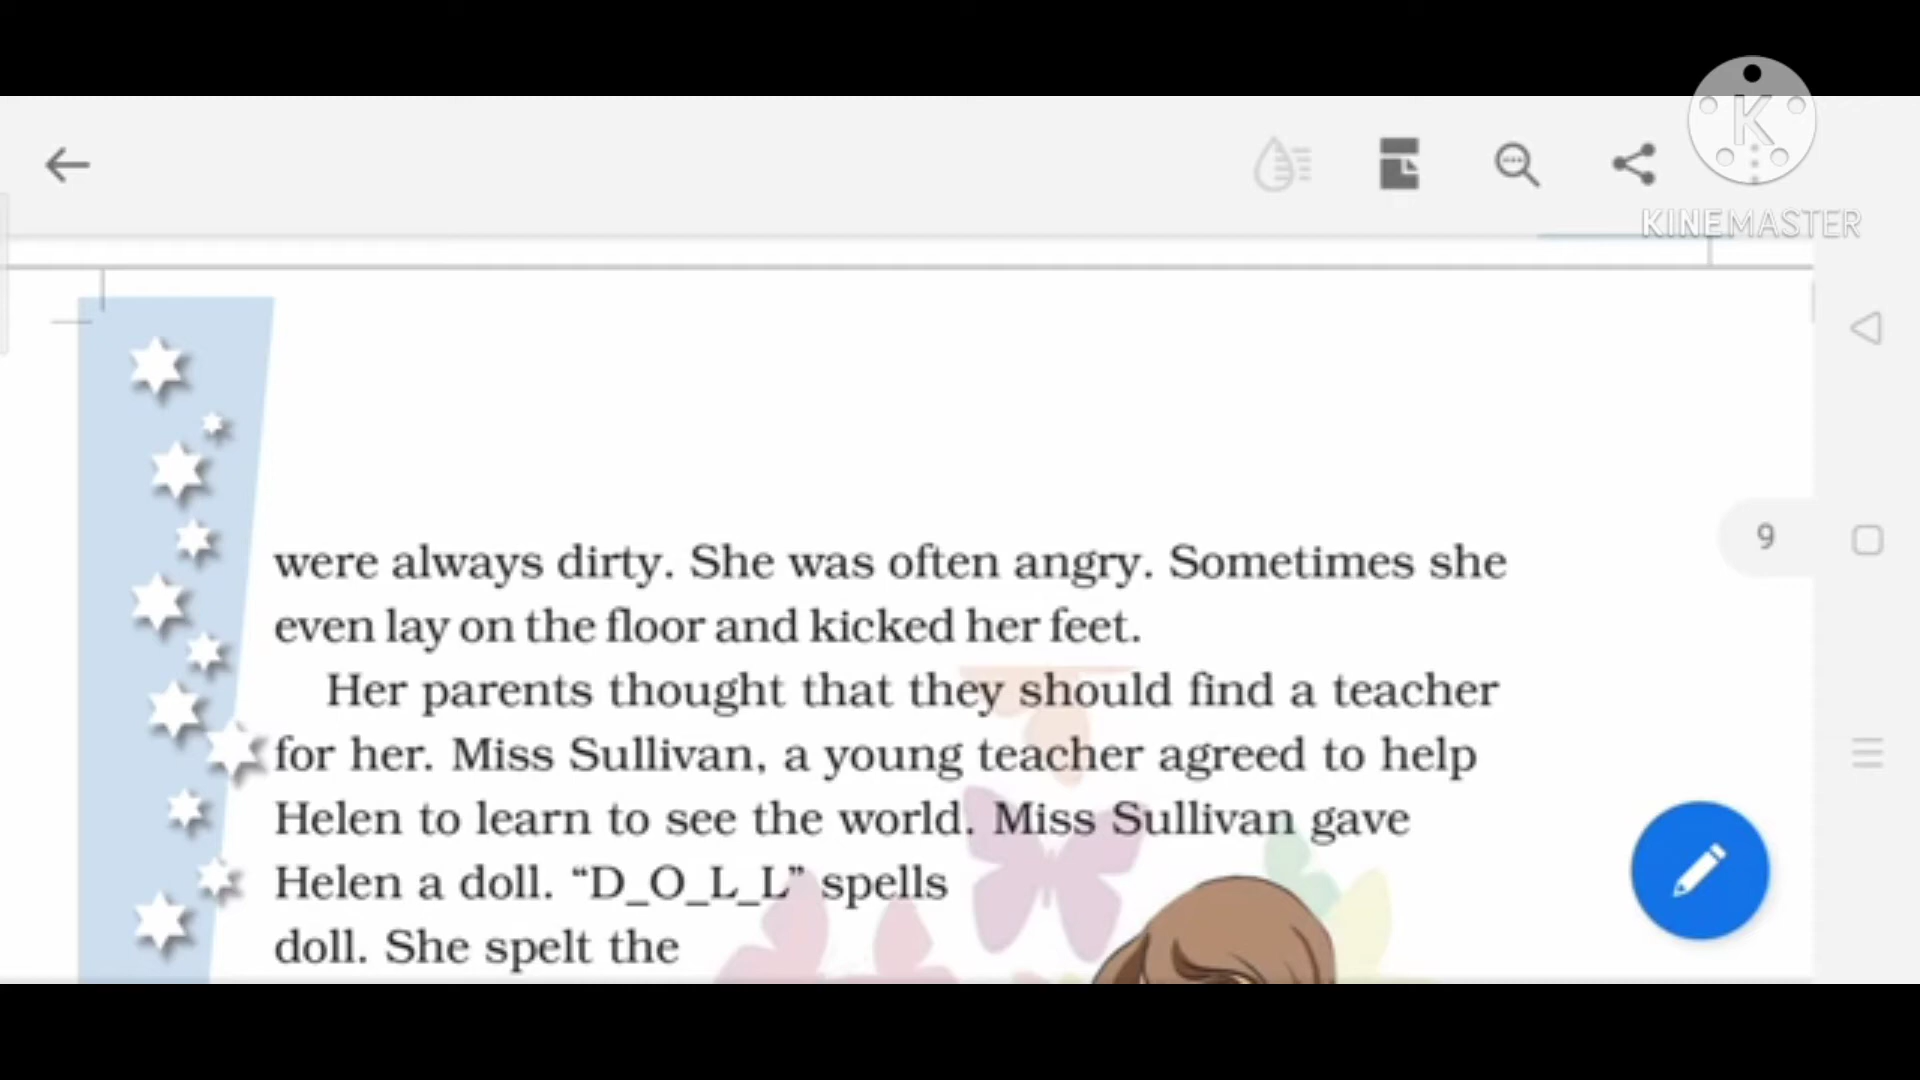 K
KINEMASTER
9
were always dirty. She was often angry. Sometimes she
even lay on the floor and kicked her feet.
Her parents thought that they should find a teacher
for her. Miss Sullivan, a young teacher agreed to help
Helen to learn to see the world. Miss Sullivan gave
Helen a doll. “D_O_L_L” spells
doll. She spelt the